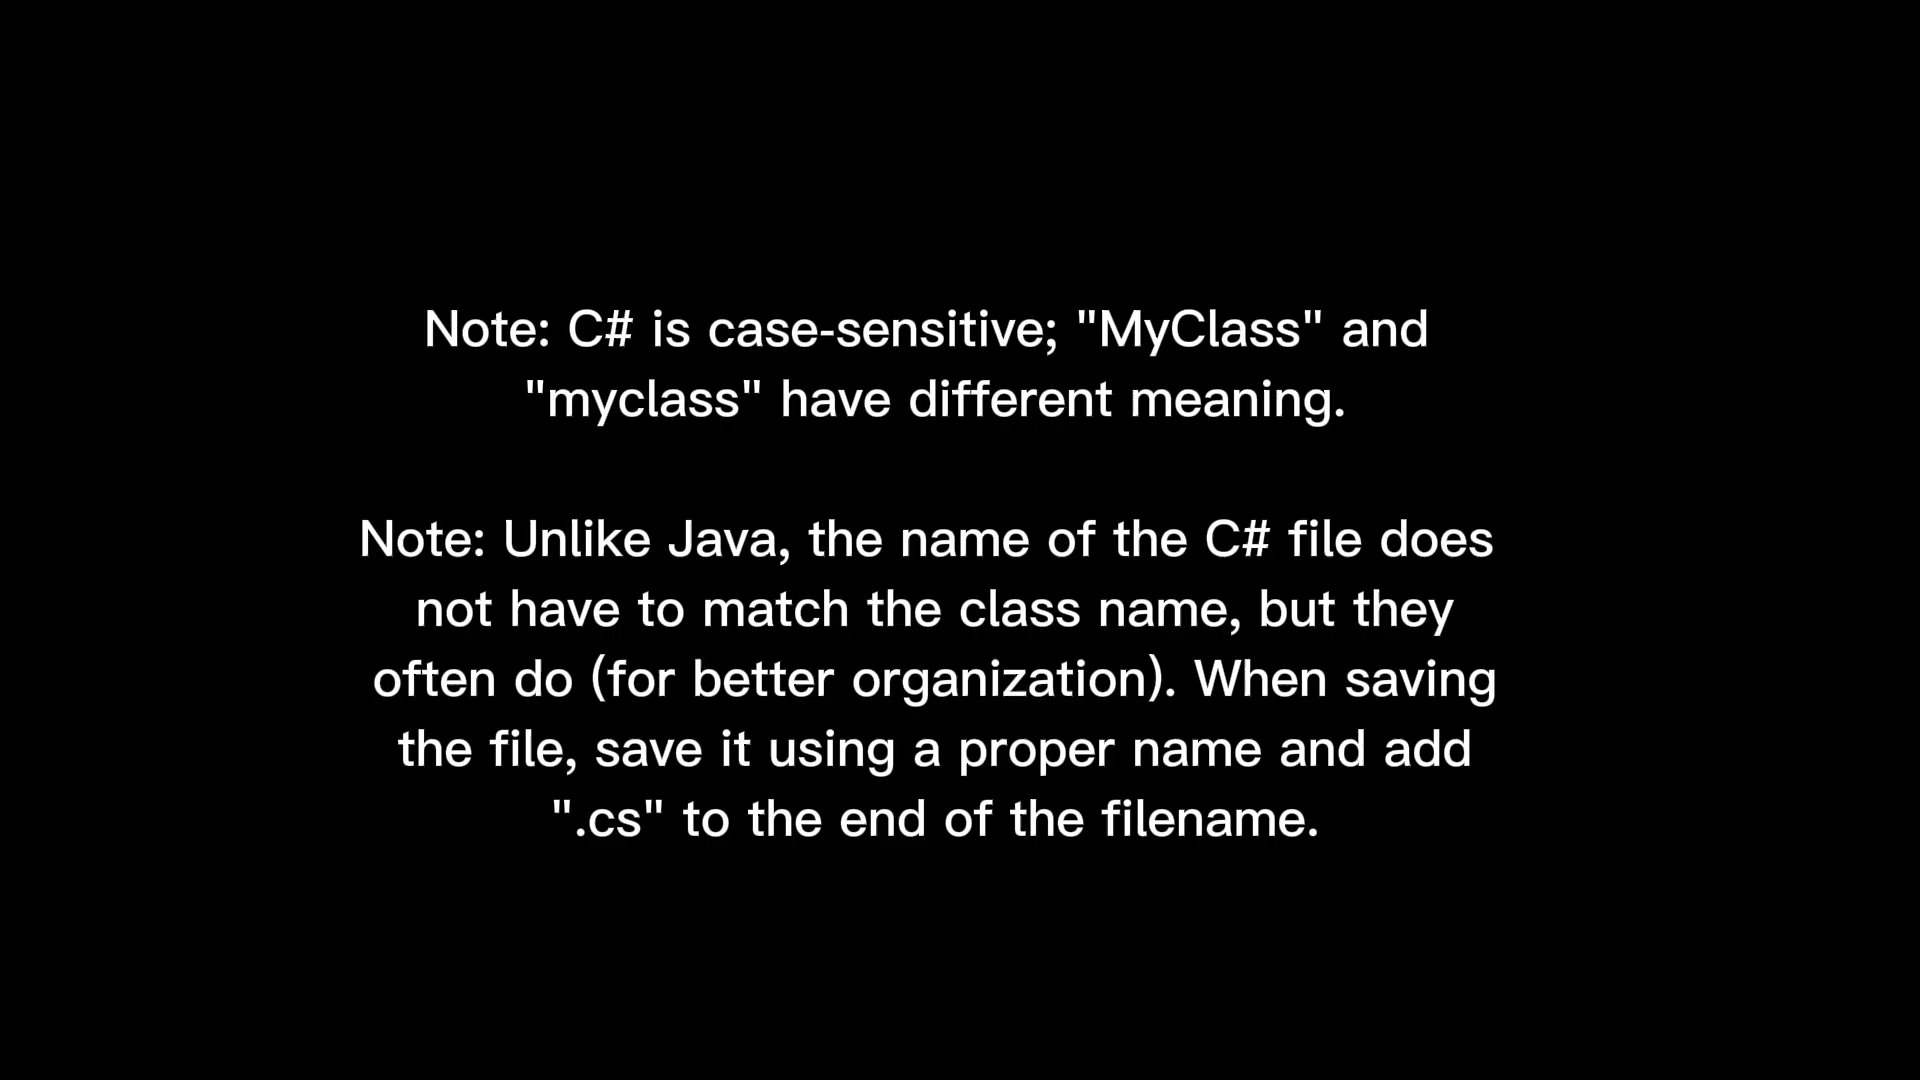 Note: C# is case-sensitive; "MyClass" and
"myclass" have different meaning.
Note: Unlike Java, the name of the C# file does
not have to match the class name, but they
often do (for better organization). When saving
the file, save it using a proper name and add
".cs" to the end of the filename.